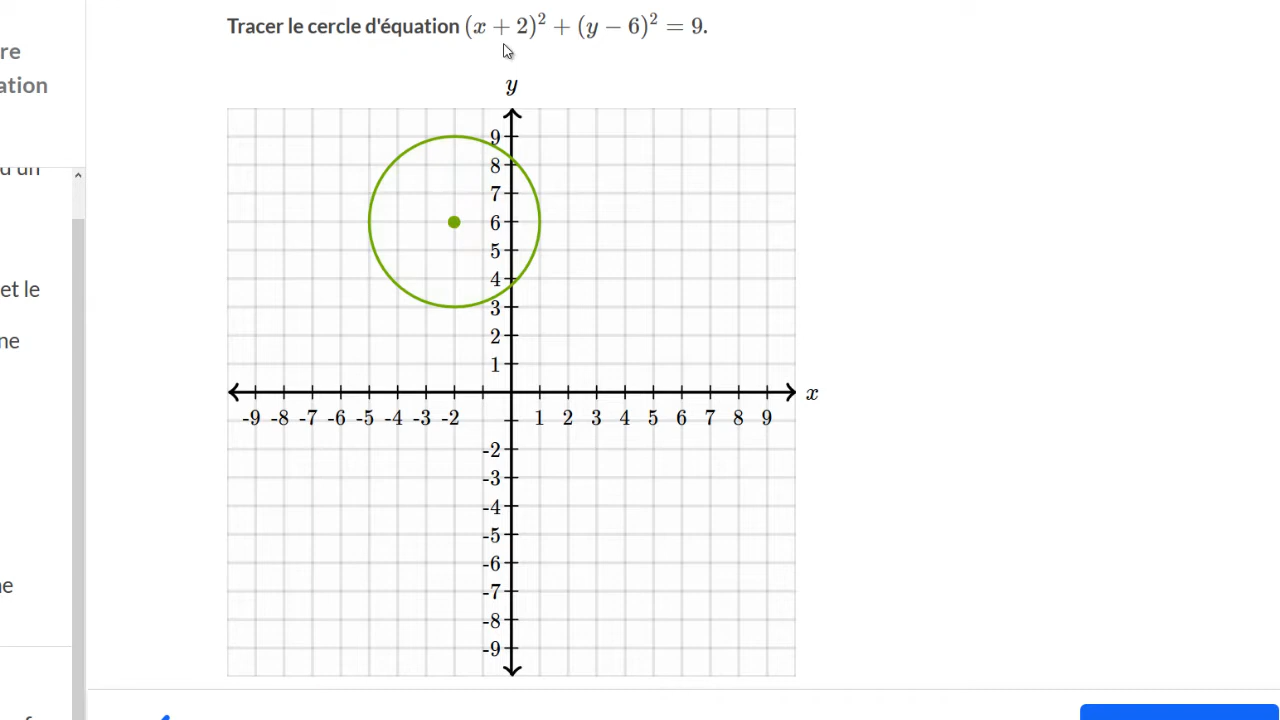 Tracer le cercle d'équation (x + 2)² + (y − 6)² = 9.
re
ation
d'un
et le
ne
ne
y
9
8
7
6
5
4
3
2
1
x
-9 -8 -7 -6 -5 -4 -3 -2 1 2 3 4 5 6 7 8 9
-2
-3
-4
-5
-6
-7
-8
-9